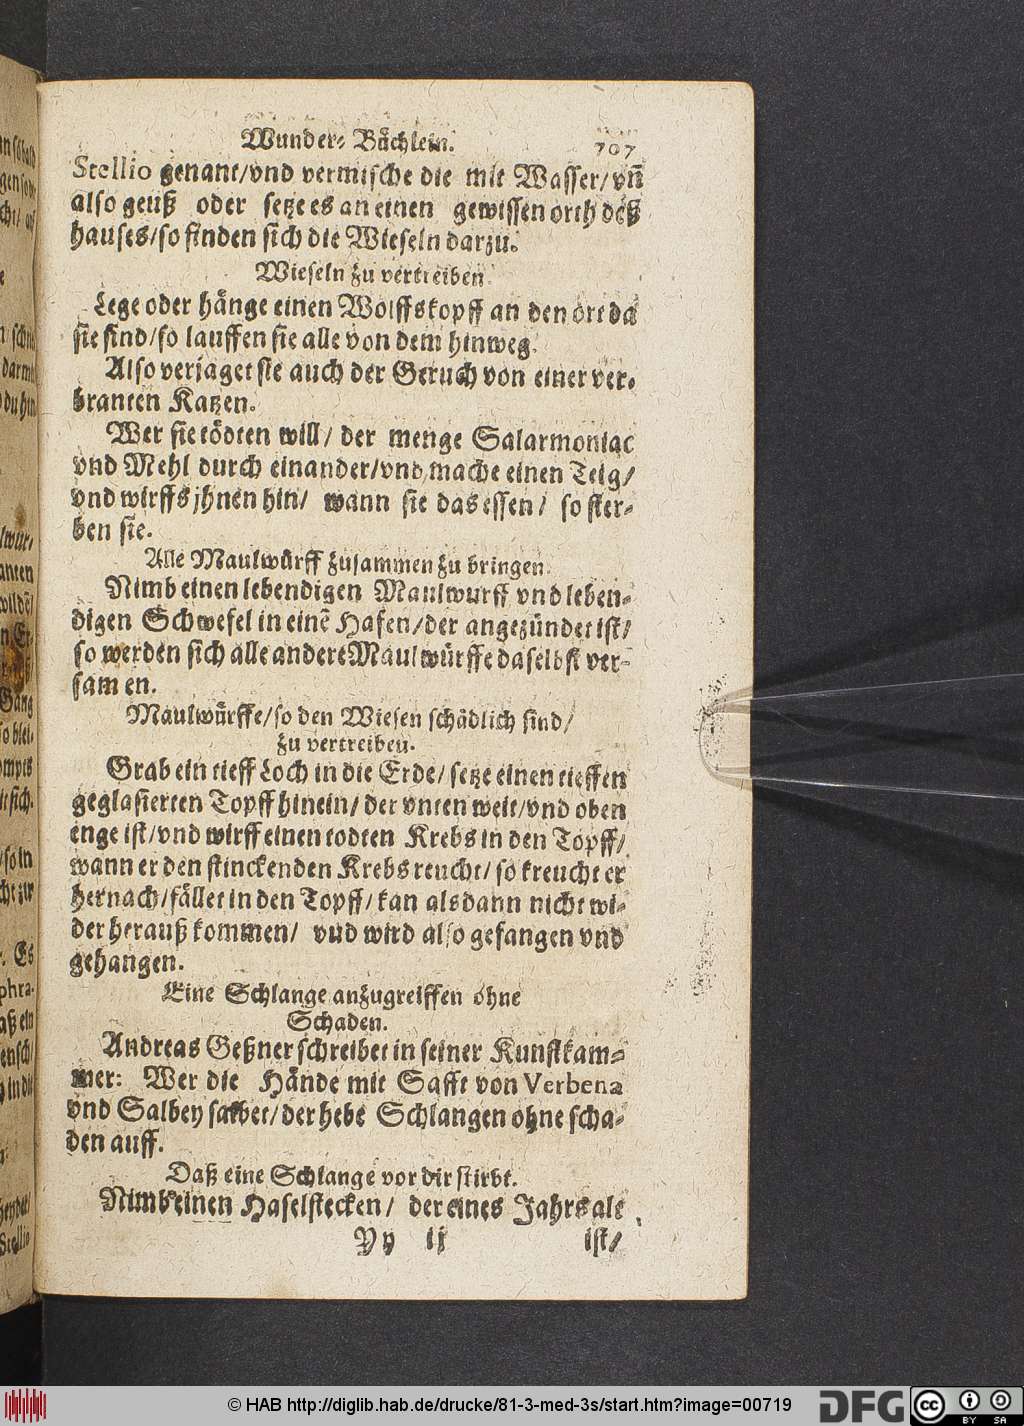 Wunder- Büchlein. 707
Stellio genant/vnd vermische die mit Wasser/vn̄
also geuß oder setze es an einen gewissen orth deß
hauses/so finden sich die Wieseln darzu.
Wieseln zu vertreiben
Lege oder hänge einen Wolffskopff an den ort da
sie sind/so lauffen sie alle von dem hinweg.
Also verjaget sie auch der Geruch von einer ver-
branten Katzen.
Wer sie tödten will/ der menge Salarmoniac
vnd Mehl durch einander/vnd mache einen Teig/
vnd wirffs jhnen hin/ wann sie das essen/ so ster-
ben sie.
Alle Maulwürff zusammen zu bringen.
Nimb einen lebendigen Maulwurff vnd leben-
digen Schwefel in einē Hafen/der angezündet ist/
so werden sich alle andere Maulwürffe daselbst ver-
sam en.
Maulwürffe/so den Wiesen schädlich sind/
zu vertreiben.
Grab ein tieff Loch in die Erde/setze einen tieffen
geglasierten Topff hinein/der vnten weit/vnd oben
enge ist/vnd wirff einen todten Krebs in den Topff/
wann er den stinckenden Krebs reucht/so kreucht er
hernach/fället in den Topff/kan alsdann nicht wi-
der herauß kommen/ vnd wird also gefangen vnd
gehangen.
Eine Schlange anzugreiffen ohne
Schaden.
Andreas Geßner schreibet in seiner Kunstkam-
mer: Wer die Hände mit Safft von Verbena
vnd Salbey salbet/der hebt Schlangen ohne scha-
den auff.
Daß eine Schlange vor dir stirbt.
Nimb einen Haselstecken/ der eines Jahrs alt
Yy ij ist/
© HAB http://diglib.hab.de/drucke/81-3-med-3s/start.htm?image=00719
DFG
cc BY SA